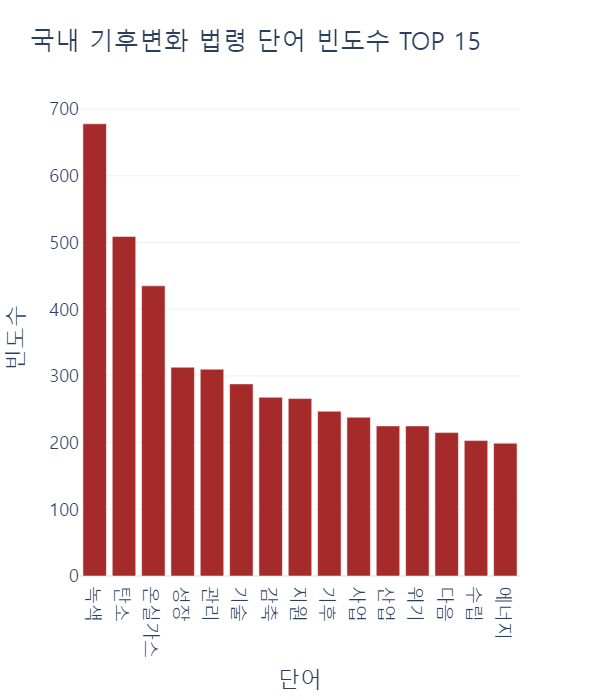 국내 기후변화 법령 단어 빈도수 TOP 15
700
600
500
400
300
200
100
0
빈도수
녹색
탄소
온실가스
성장
관리
기술
감축
지원
기후
사업
산업
위기
다음
수립
에너지
단어